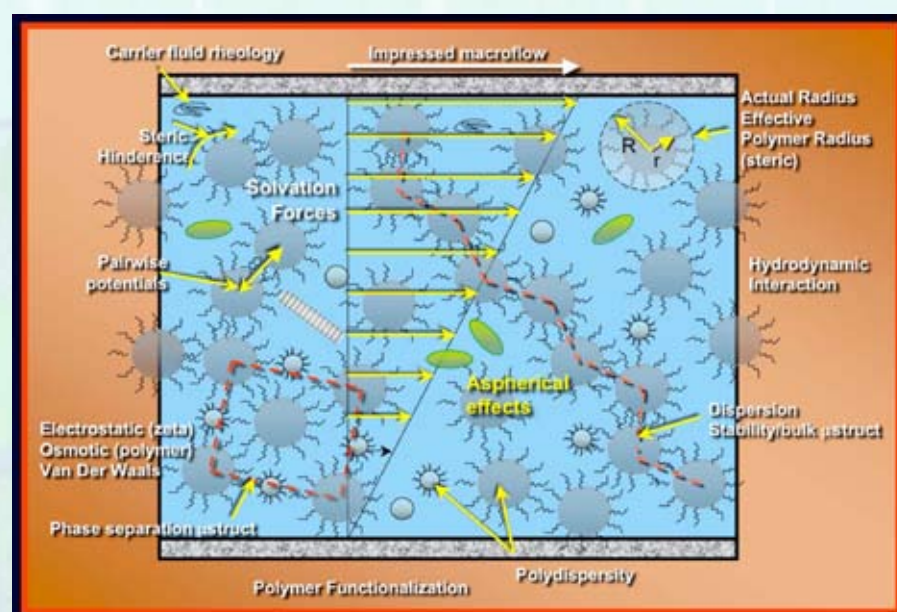 Carrier fluid rheology
Impressed macroflow
Steric
Hinderence
Solvation
Forces
Actual Radius
Effective
Polymer Radius
(steric)
R
r
Pairwise
potentials
Hydrodynamic
Interaction
Aspherical
effects
Electrostatic (zeta)
Osmotic (polymer)
Van Der Waals
Dispersion
Stability/bulk µstruct
Phase separation µstruct
Polymer Functionalization
Polydispersity